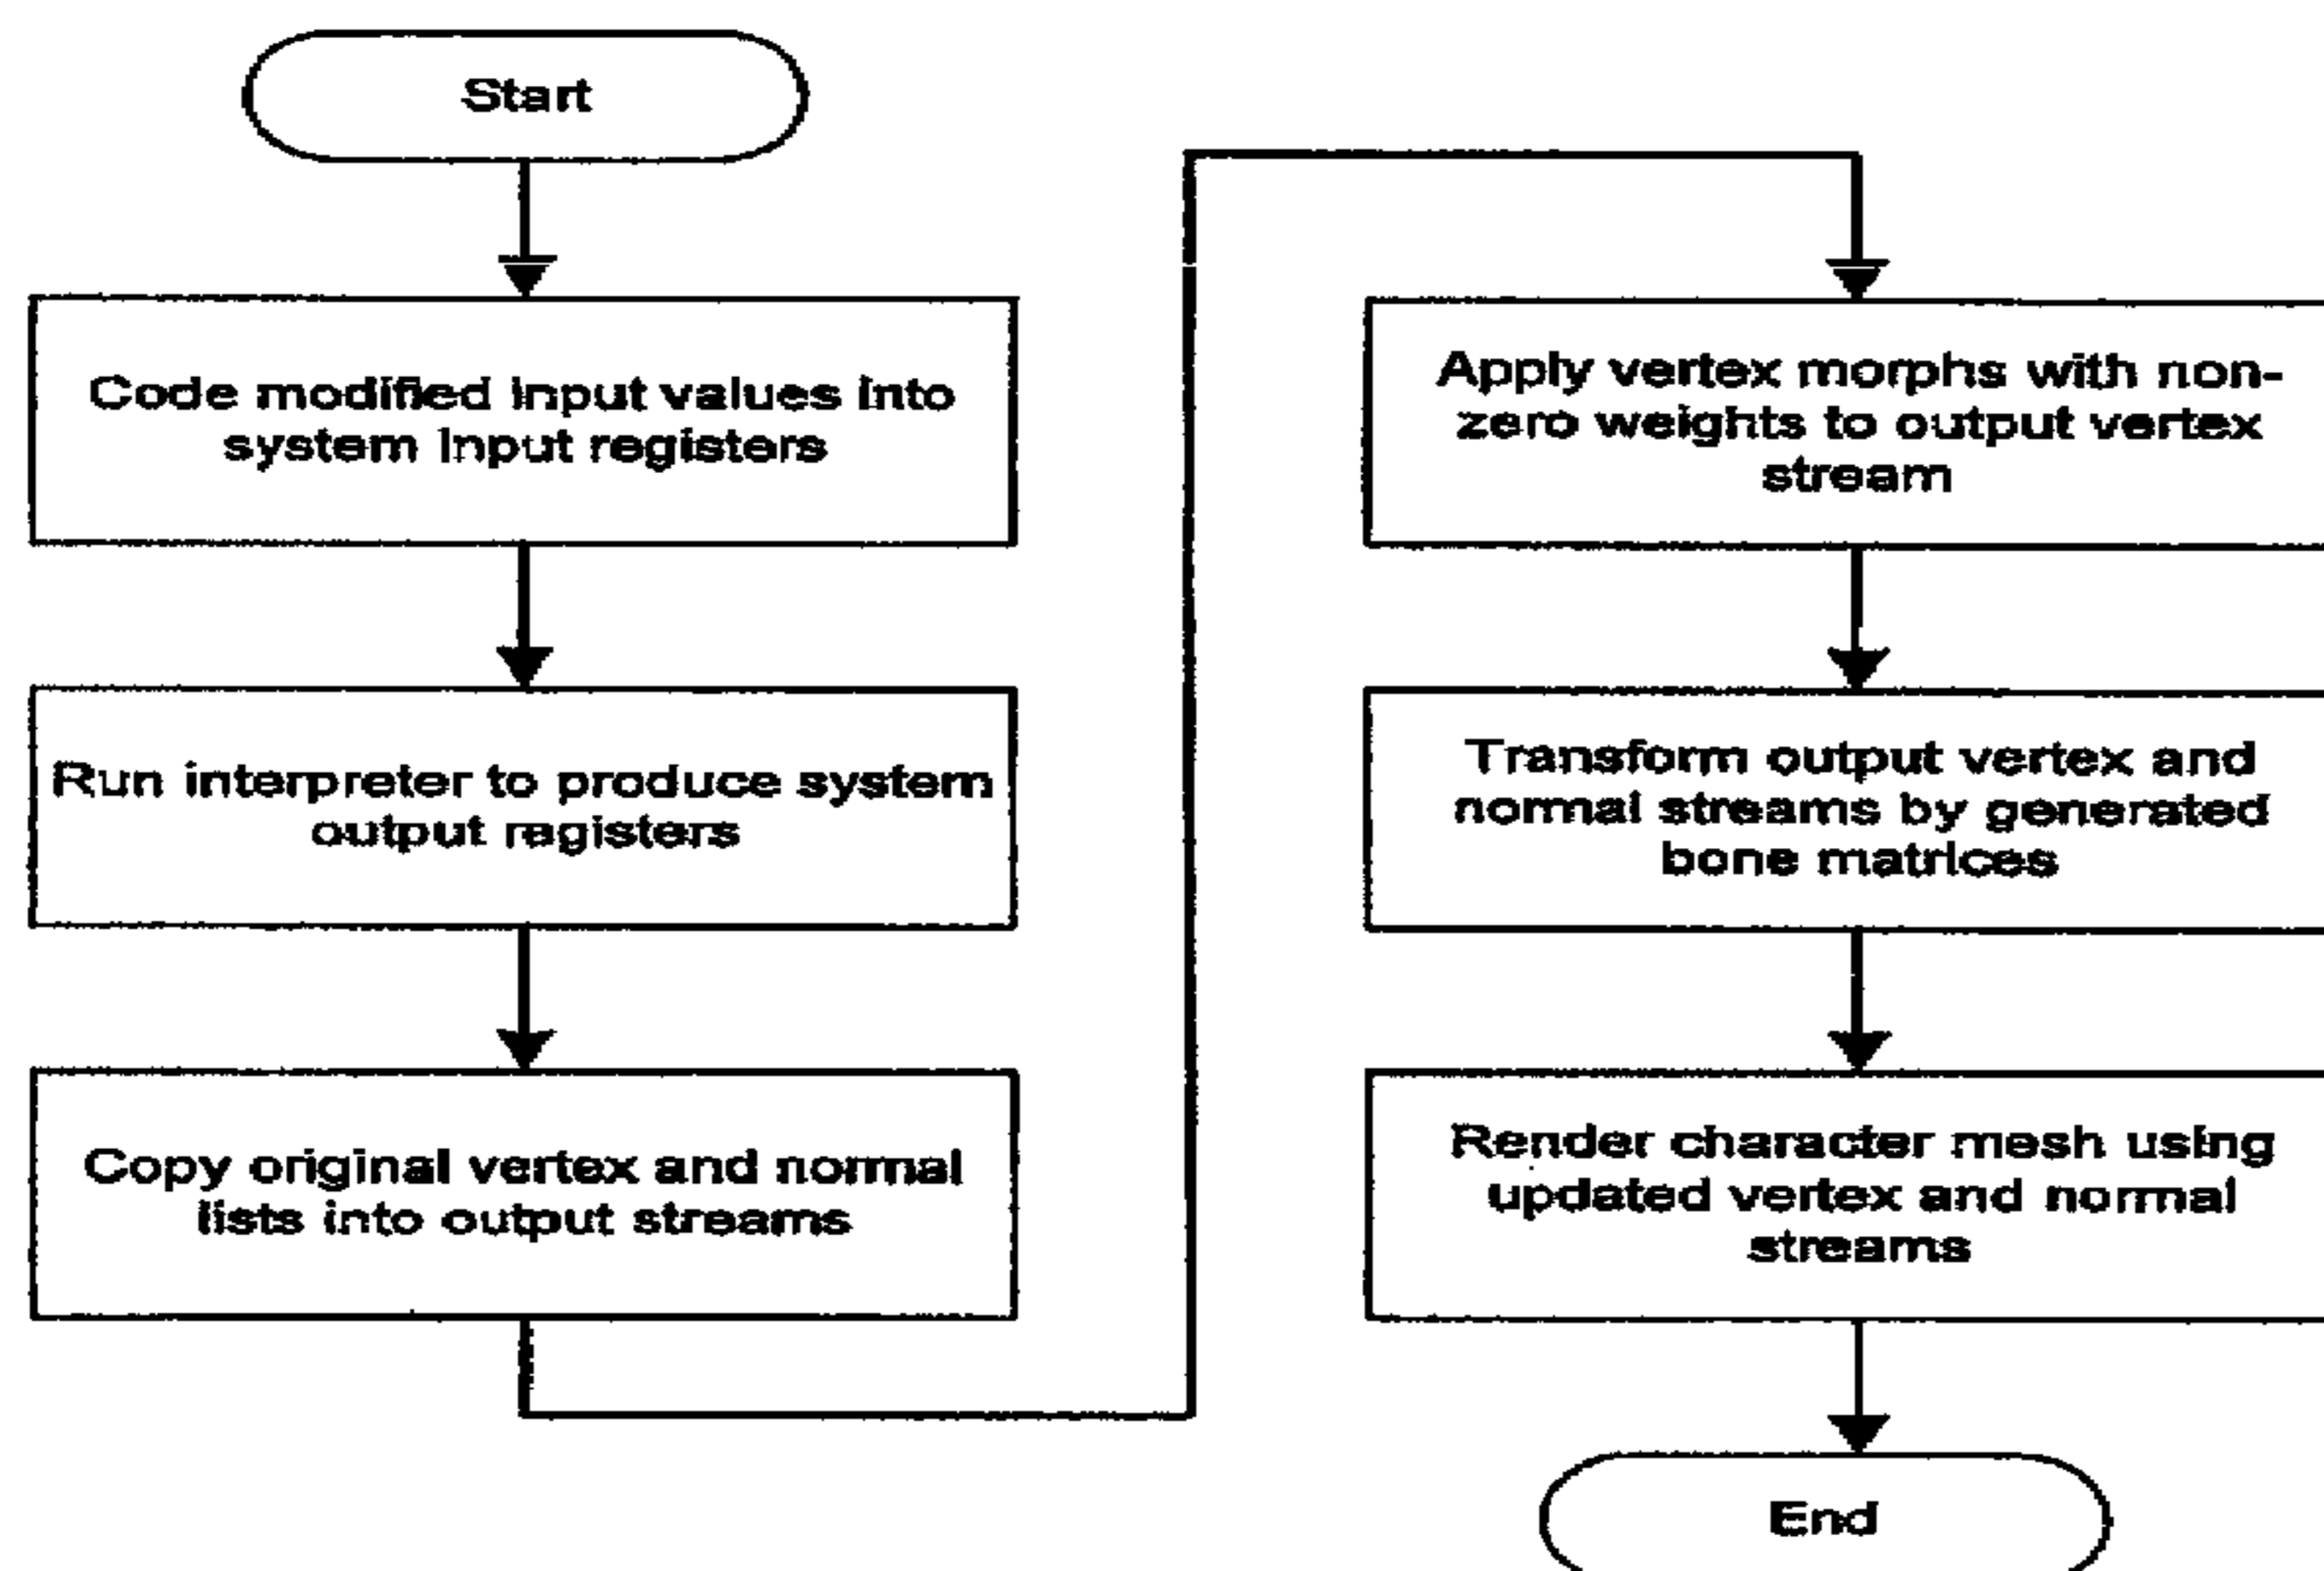 Start
Code modified input values into
system input registers
Run interpreter to produce system
output registers
Copy original vertex and normal
lists into output streams
Apply vertex morphs with non-
zero weights to output vertex
stream
Transform output vertex and
normal streams by generated
bone matrices
Render character mesh using
updated vertex and normal
streams
End